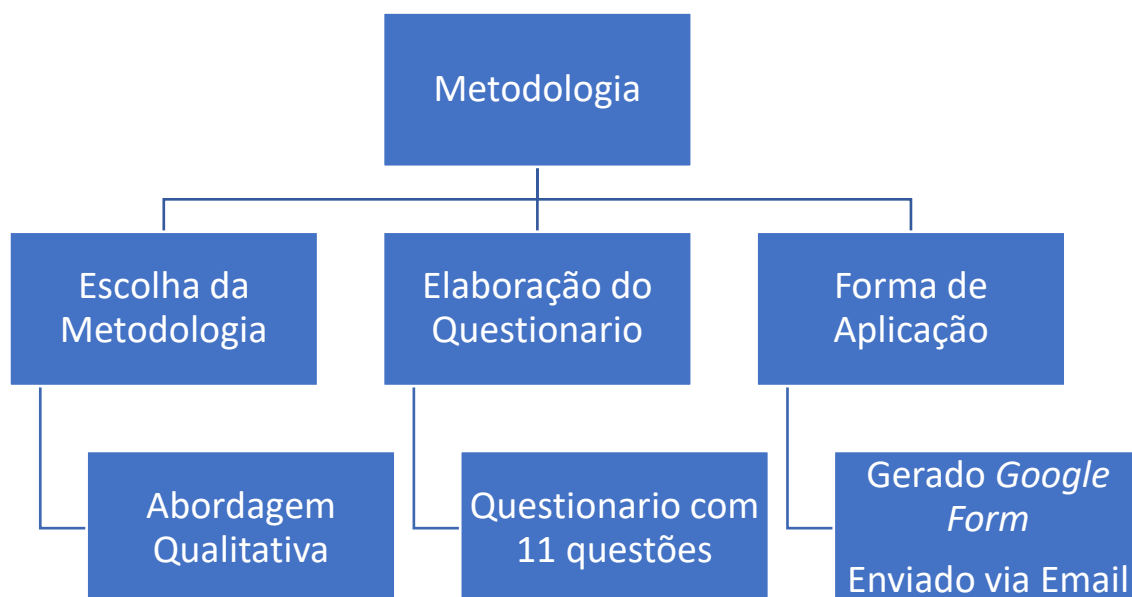 Metodologia
Escolha da
Metodologia
Elaboração do
Questionario
Forma de
Aplicação
Abordagem
Qualitativa
Questionario com
11 questões
Gerado Google
Form
Enviado via Email